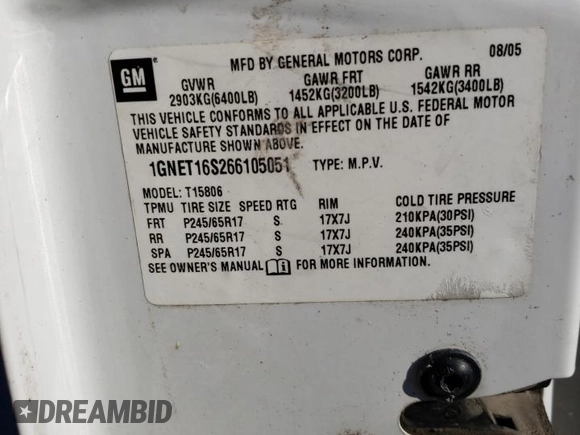 GM
MFD BY GENERAL MOTORS CORP. 08/05
GVWR GAWR FRT GAWR RR
2903KG(6400LB) 1452KG(3200LB) 1542KG(3400LB)
THIS VEHICLE CONFORMS TO ALL APPLICABLE U.S. FEDERAL MOTOR
VEHICLE SAFETY STANDARDS IN EFFECT ON THE DATE OF
MANUFACTURE SHOWN ABOVE.
1GNET16S266105051 TYPE: M.P.V.
MODEL: T15806
TPMU TIRE SIZE SPEED RTG RIM COLD TIRE PRESSURE
FRT P245/65R17 S 17X7J 210KPA(30PSI)
RR P245/65R17 S 17X7J 240KPA(35PSI)
SPA P245/65R17 S 17X7J 240KPA(35PSI)
SEE OWNER'S MANUAL FOR MORE INFORMATION.
DREAMBID